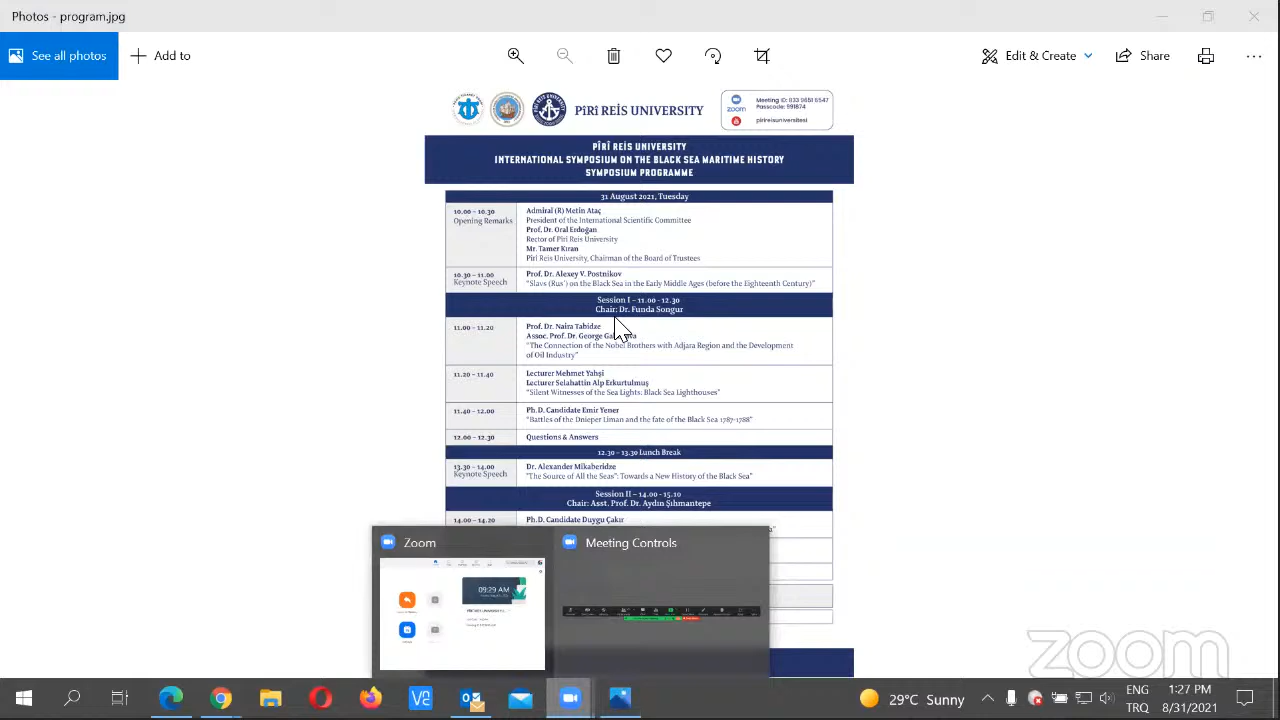 Photos - program.jpg
See all photos
Add to
Edit & Create
Share
PÎRÎ REİS UNIVERSITY
zoom
Meeting ID: 833 9651 6547
Passcode: 991874
pirireisuniversitesi
PÎRÎ REİS UNIVERSITY
INTERNATIONAL SYMPOSIUM ON THE BLACK SEA MARITIME HISTORY
SYMPOSIUM PROGRAMME
31 August 2021, Tuesday
10.00 – 10.30
Opening Remarks
Admiral (R) Metin Ataç
President of the International Scientific Committee
Prof. Dr. Oral Erdoğan
Rector of Piri Reis University
Mr. Tamer Kıran
Piri Reis University, Chairman of the Board of Trustees
10.30 – 11.00
Keynote Speech
Prof. Dr. Alexey V. Postnikov
"Slavs (Rus') on the Black Sea in the Early Middle Ages (before the Eighteenth Century)"
Session I – 11.00 -12.30
Chair: Dr. Funda Songur
11.00 – 11.20
Prof. Dr. Naira Tabidze
Assoc. Prof. Dr. George
"The Connection of the Nobel Brothers with Adjara Region and the Development
of Oil Industry"
11.20 – 11.40
Lecturer Mehmet Yahşi
Lecturer Selahattin Alp Erkurtulmuş
"Silent Witnesses of the Sea Lights: Black Sea Lighthouses"
11.40 – 12.00
Ph.D. Candidate Emir Yener
"Battles of the Dnieper Liman and the fate of the Black Sea 1787-1788"
12.00 – 12.30
Questions & Answers
12.30 – 13.30 Lunch Break
13.30 – 14.00
Keynote Speech
Dr. Alexander Mikaberidze
"The Source of All the Seas": Towards a New History of the Black Sea"
Session II – 14.00 -15.10
Chair: Asst. Prof. Dr. Aydın Şıhmantepe
14.00 – 14.20
Ph.D. Candidate Duygu Çakır
Zoom
Meeting Controls
09:29 AM
zoom
29°C Sunny
ENG
TRQ
1:27 PM
8/31/2021